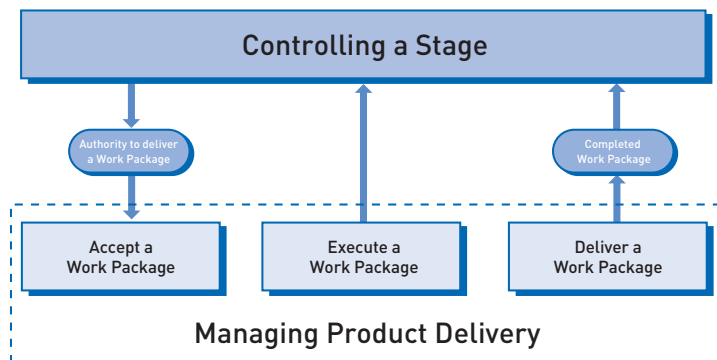 Controlling a Stage
Authority to deliver
a Work Package
Completed
Work Package
Accept a
Work Package
Execute a
Work Package
Deliver a
Work Package
Managing Product Delivery